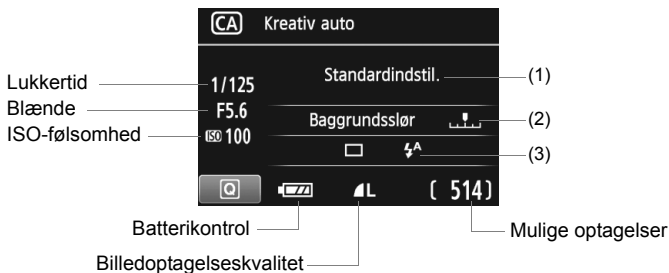 CA Kreativ auto
Lukkertid 1/125 Standardindstil. (1)
Blænde F5.6 Baggrundsslør (2)
ISO-følsomhed ISO 100 A (3)
Q L ( 514)
Batterikontrol Mulige optagelser
Billedoptagelseskvalitet